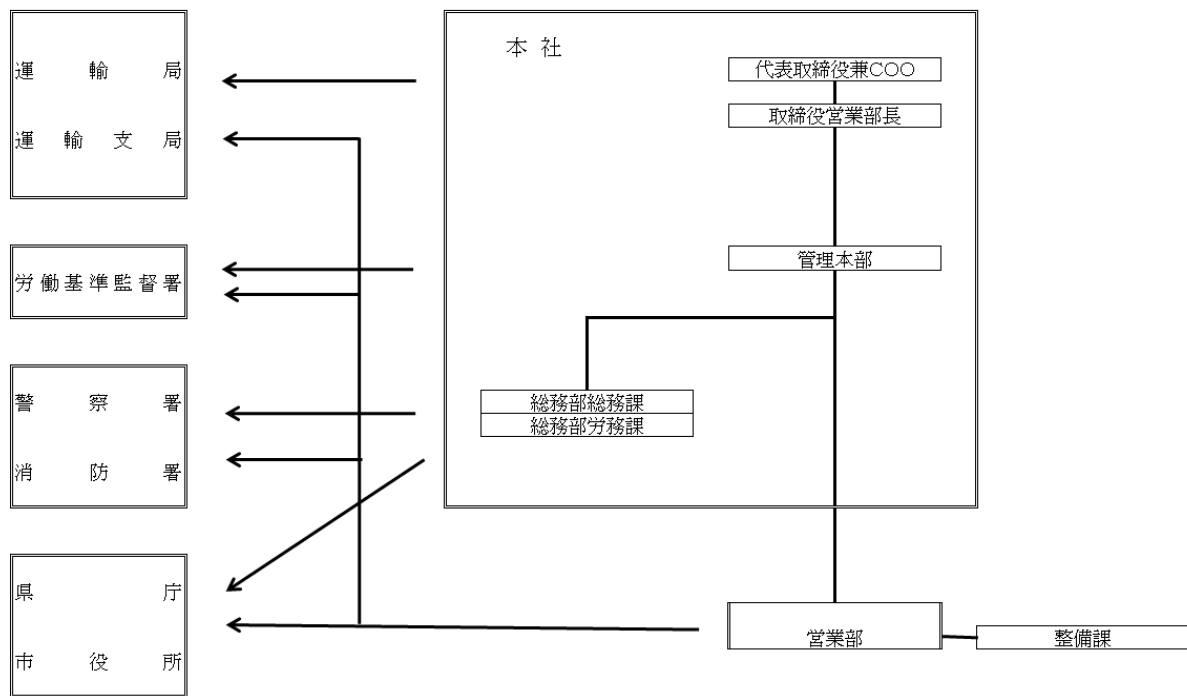 運輸局
運輸支局
労働基準監督署
警察署
消防署
県庁
市役所
本社
代表取締役兼COO
取締役営業部長
管理本部
総務部総務課
総務部労務課
営業部
整備課